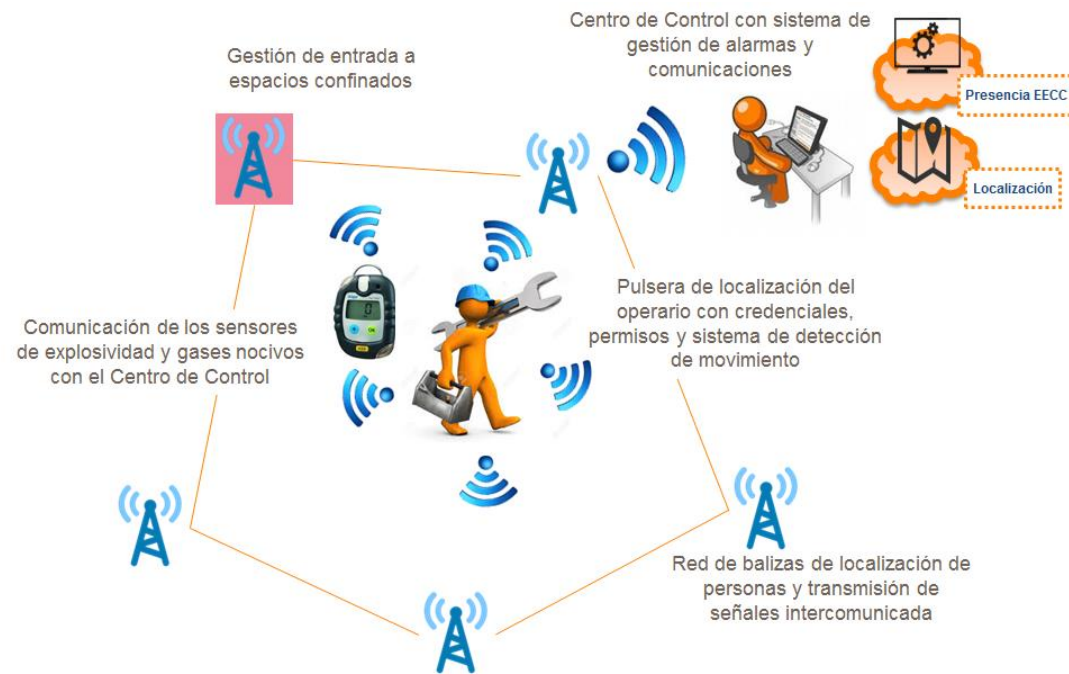 Gestión de entrada a
espacios confinados
Centro de Control con sistema de
gestión de alarmas y
comunicaciones
Presencia EECC
Localización
Comunicación de los sensores
de explosividad y gases nocivos
con el Centro de Control
Pulsera de localización del
operario con credenciales,
permisos y sistema de detección
de movimiento
Red de balizas de localización de
personas y transmisión de
señales intercomunicada